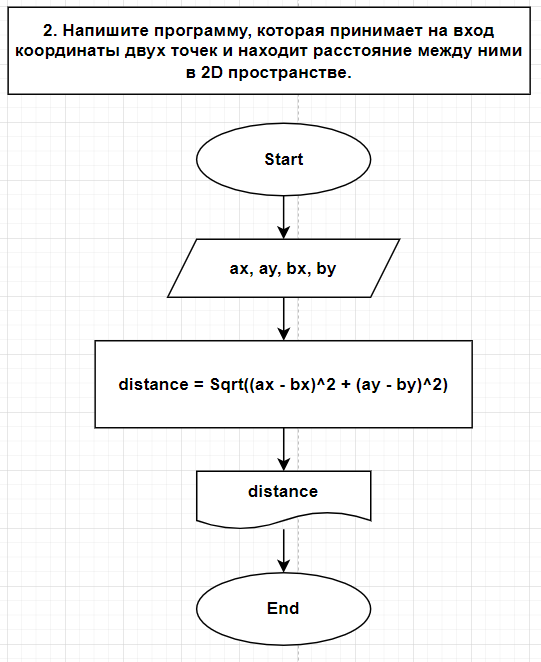 2. Напишите программу, которая принимает на вход
координаты двух точек и находит расстояние между ними
в 2D пространстве.
Start
ax, ay, bx, by
distance = Sqrt((ax - bx)^2 + (ay - by)^2)
distance
End